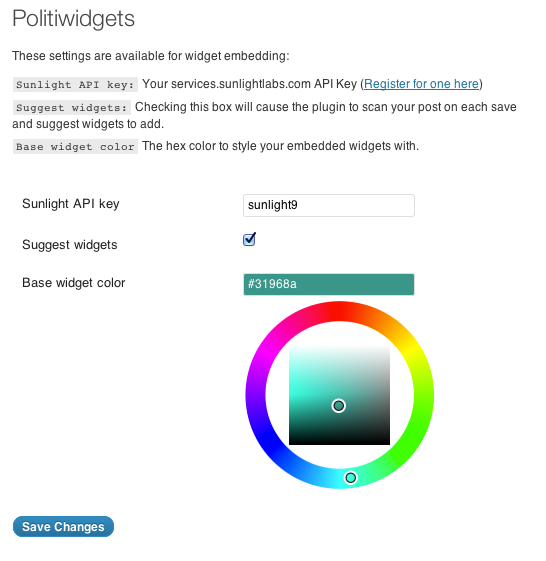 Politiwidgets
These settings are available for widget embedding:
Sunlight API key: Your services.sunlightlabs.com API Key (Register for one here)
Suggest widgets: Checking this box will cause the plugin to scan your post on each save
and suggest widgets to add.
Base widget color The hex color to style your embedded widgets with.
Sunlight API key sunlight9
Suggest widgets
Base widget color #31968a
Save Changes